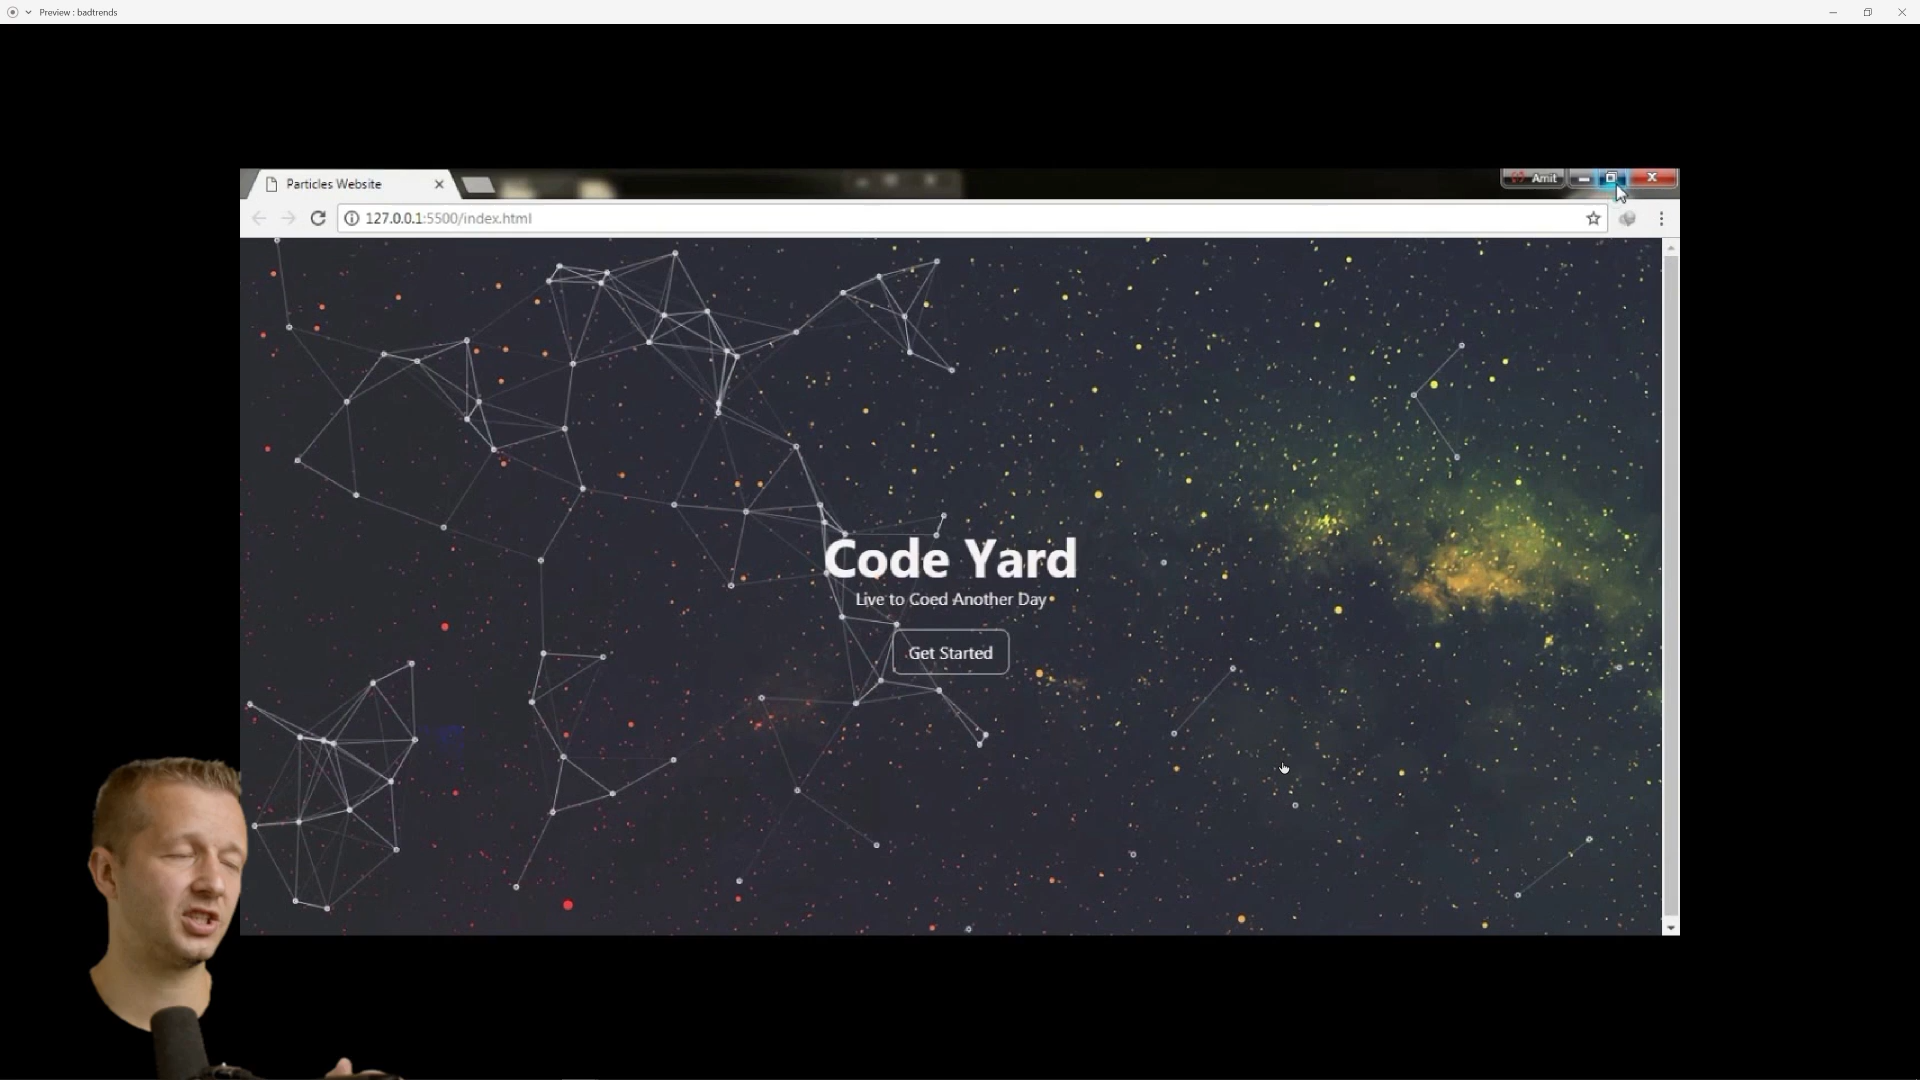 Preview : badtrends
Particles Website
Amit
127.0.0.1:5500/index.html
Code Yard
Live to Coed Another Day
Get Started